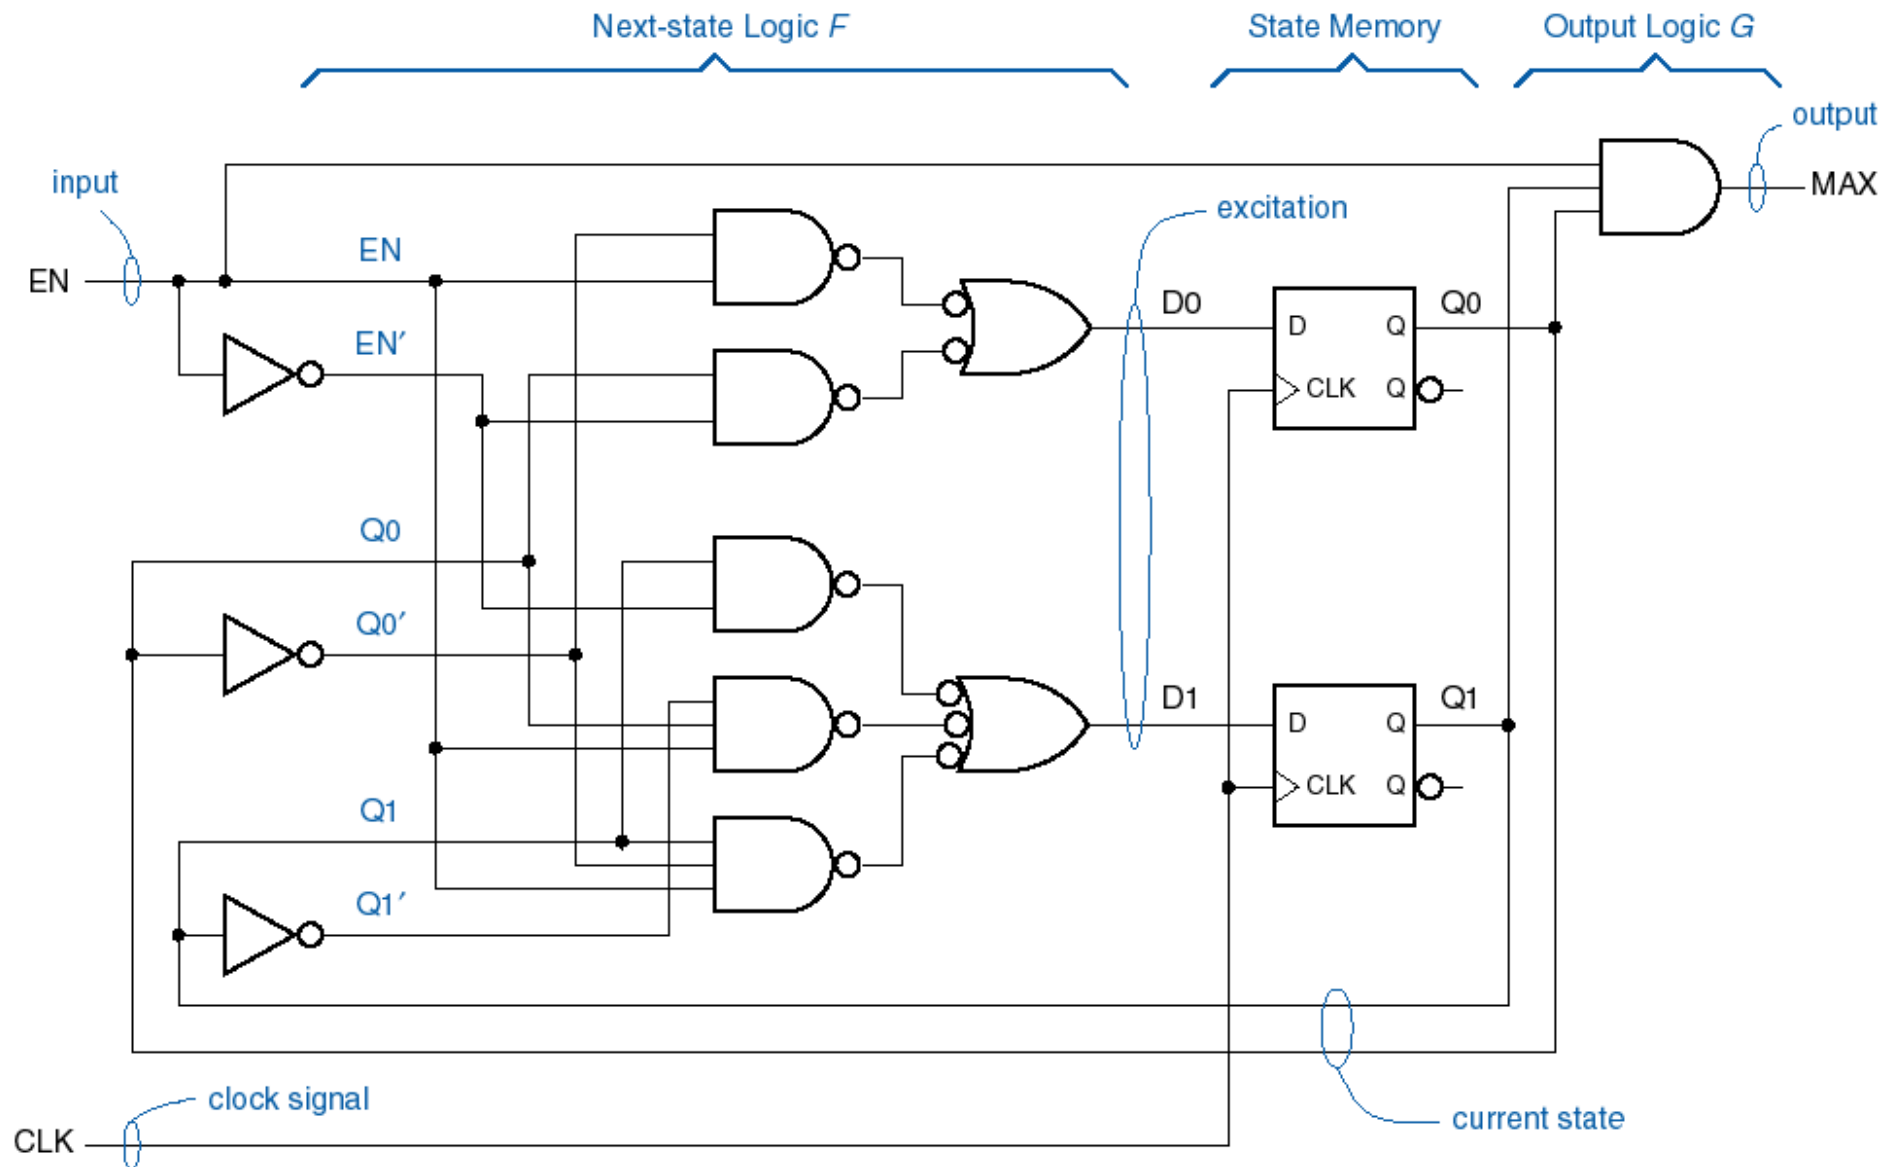 Next-state Logic F
State Memory
Output Logic G
output
input
MAX
excitation
EN
EN
D0
Q0
D
Q
EN′
CLK
Q
Q0
Q0′
D1
Q1
D
Q
CLK
Q
Q1
Q1′
clock signal
current state
CLK